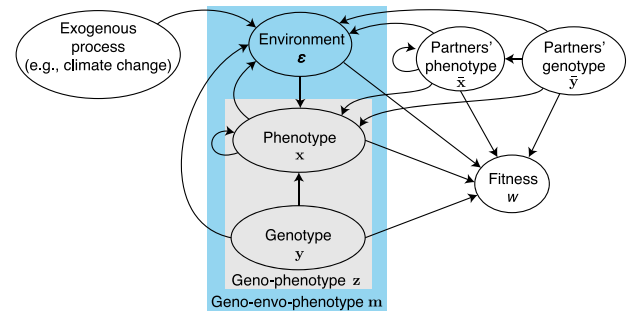 Exogenous
process
(e.g., climate change)
Environment
ε
Partners'
phenotype
x̄
Partners'
genotype
ȳ
Phenotype
x
Fitness
w
Genotype
y
Geno-phenotype z
Geno-envo-phenotype m